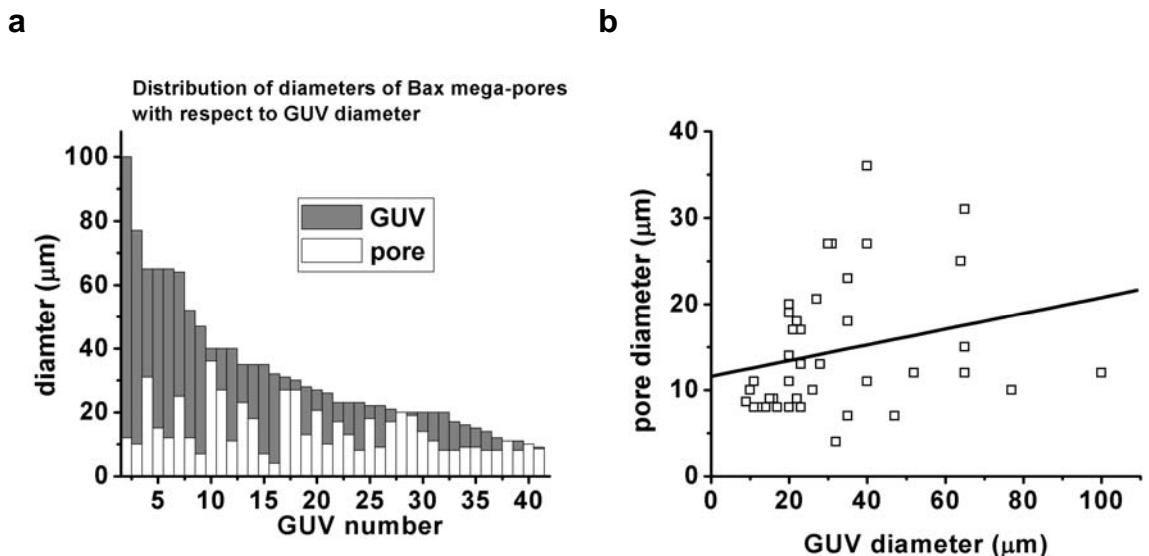 a
Distribution of diameters of Bax mega-pores
with respect to GUV diameter
diamter (μm)
100
80
60
40
20
0
GUV
pore
5 10 15 20 25 30 35 40
GUV number
b
pore diameter (μm)
40
30
20
10
0
0 20 40 60 80 100
GUV diameter (μm)